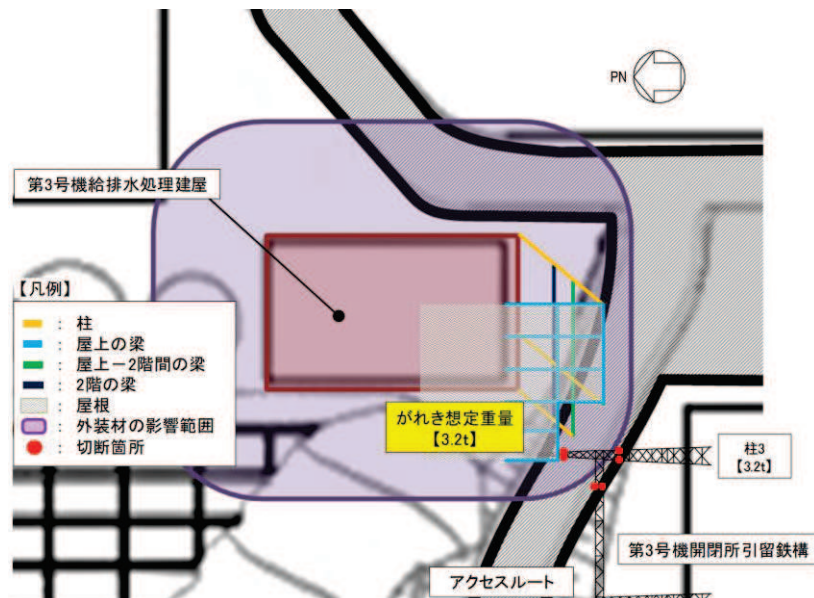 PN
第3号機給排水処理建屋
【凡例】
： 柱
： 屋上の梁
： 屋上－2階間の梁
： 2階の梁
： 屋根
： 外装材の影響範囲
： 切断箇所
がれき想定重量
【3.2t】
柱3
【3.2t】
第3号機開閉所引留鉄構
アクセスルート